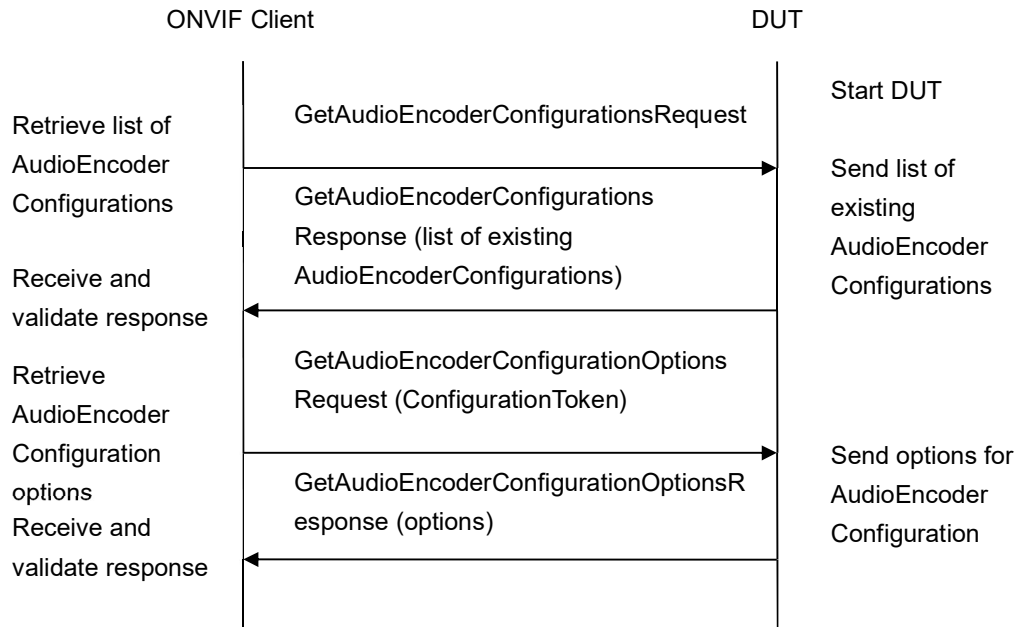 ONVIF Client
DUT
Start DUT
Retrieve list of
AudioEncoder
Configurations
GetAudioEncoderConfigurationsRequest
Send list of
existing
AudioEncoder
Configurations
GetAudioEncoderConfigurations
Response (list of existing
AudioEncoderConfigurations)
Receive and
validate response
Retrieve
AudioEncoder
Configuration
options
GetAudioEncoderConfigurationOptions
Request (ConfigurationToken)
Send options for
AudioEncoder
Configuration
GetAudioEncoderConfigurationOptionsR
esponse (options)
Receive and
validate response